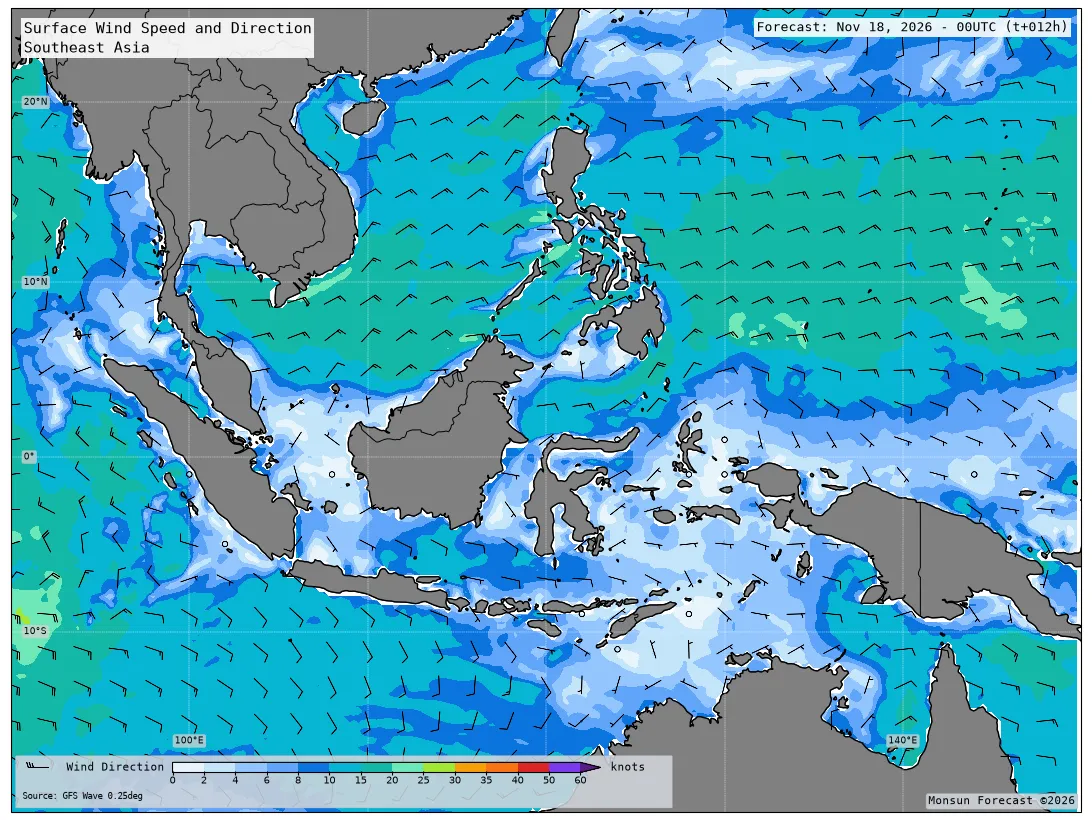 Surface Wind Speed and Direction
Southeast Asia
Forecast: Nov 18, 2026 - 00UTC (t+012h)
20°N
10°N
0°
10°S
100°E
140°E
Wind Direction
0 2 4 6 8 10 15 20 25 30 35 40 50 60
knots
Source: GFS Wave 0.25deg
Monsun Forecast ©2026